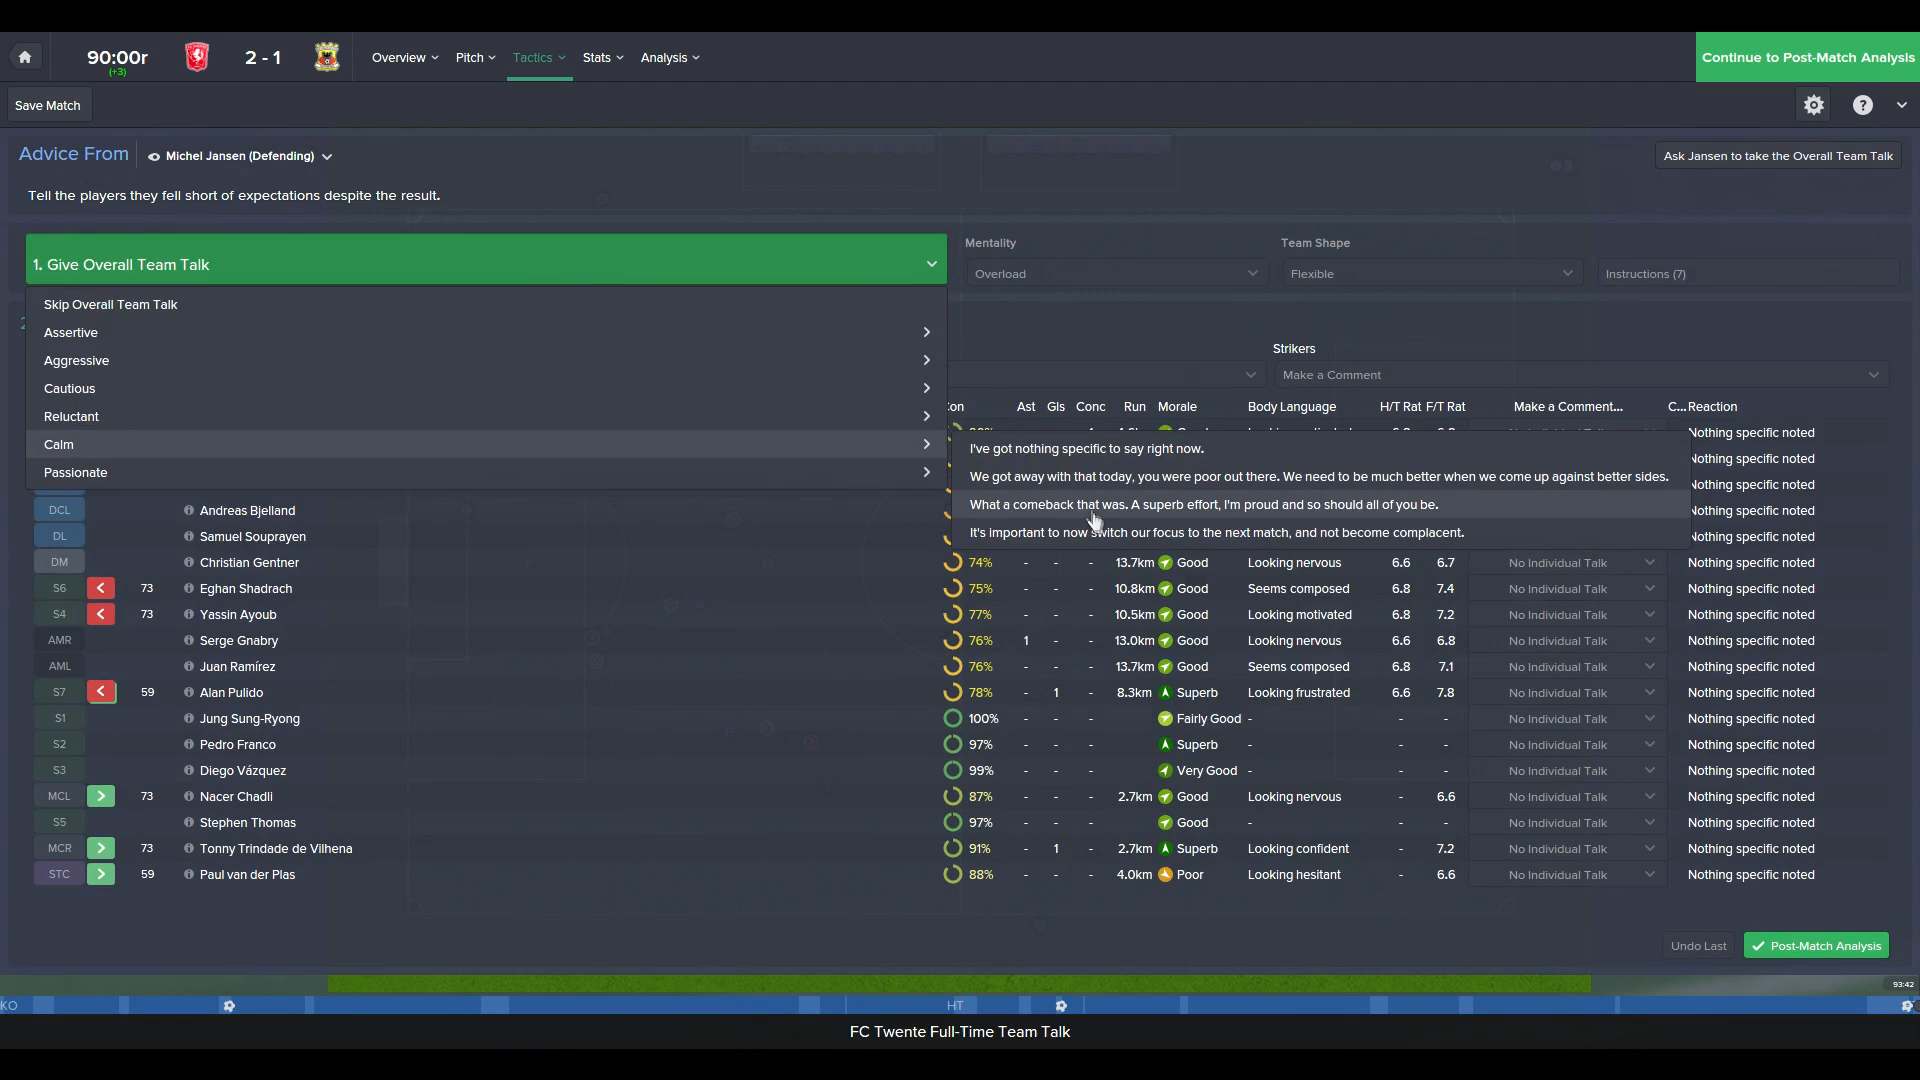 90:00r
(+3)
2 - 1
Overview
Pitch
Tactics
Stats
Analysis
Continue to Post-Match Analysis
Save Match
Advice From
Michel Jansen (Defending)
Ask Jansen to take the Overall Team Talk
Tell the players they fell short of expectations despite the result.
1. Give Overall Team Talk
Mentality
Team Shape
Overload
Flexible
Instructions (7)
Skip Overall Team Talk
Assertive
Aggressive
Cautious
Reluctant
Calm
Passionate
Strikers
Make a Comment
Ast Gls Conc Run Morale Body Language H/T Rat F/T Rat Make a Comment... C... Reaction
Nothing specific noted
I've got nothing specific to say right now.
Nothing specific noted
We got away with that today, you were poor out there. We need to be much better when we come up against better sides.
Nothing specific noted
What a comeback that was. A superb effort, I'm proud and so should all of you be.
It's important to now switch our focus to the next match, and not become complacent.
DCL Andreas Bjelland Nothing specific noted
DL Samuel Souprayen Nothing specific noted
DM Christian Gentner 74% - - - 13.7km Good Looking nervous 6.6 6.7 No Individual Talk Nothing specific noted
S6 73 Eghan Shadrach 75% - - - 10.8km Good Seems composed 6.8 7.4 No Individual Talk Nothing specific noted
S4 73 Yassin Ayoub 77% - - - 10.5km Good Looking motivated 6.8 7.2 No Individual Talk Nothing specific noted
AMR Serge Gnabry 76% 1 - - 13.0km Good Looking nervous 6.6 6.8 No Individual Talk Nothing specific noted
AML Juan Ramírez 76% - - - 13.7km Good Seems composed 6.8 7.1 No Individual Talk Nothing specific noted
S7 59 Alan Pulido 78% - 1 - 8.3km Superb Looking frustrated 6.6 7.8 No Individual Talk Nothing specific noted
S1 Jung Sung-Ryong 100% - - - Fairly Good - - - No Individual Talk Nothing specific noted
S2 Pedro Franco 97% - - - Superb - - - No Individual Talk Nothing specific noted
S3 Diego Vázquez 99% - - - Very Good - - - No Individual Talk Nothing specific noted
MCL 73 Nacer Chadli 87% - - - 2.7km Good Looking nervous - 6.6 No Individual Talk Nothing specific noted
S5 Stephen Thomas 97% - - - Good - - - No Individual Talk Nothing specific noted
MCR 73 Tonny Trindade de Vilhena 91% - 1 - 2.7km Superb Looking confident - 7.2 No Individual Talk Nothing specific noted
STC 59 Paul van der Plas 88% - - - 4.0km Poor Looking hesitant - 6.6 No Individual Talk Nothing specific noted
Undo Last
Post-Match Analysis
93:42
KO
HT
FC Twente Full-Time Team Talk